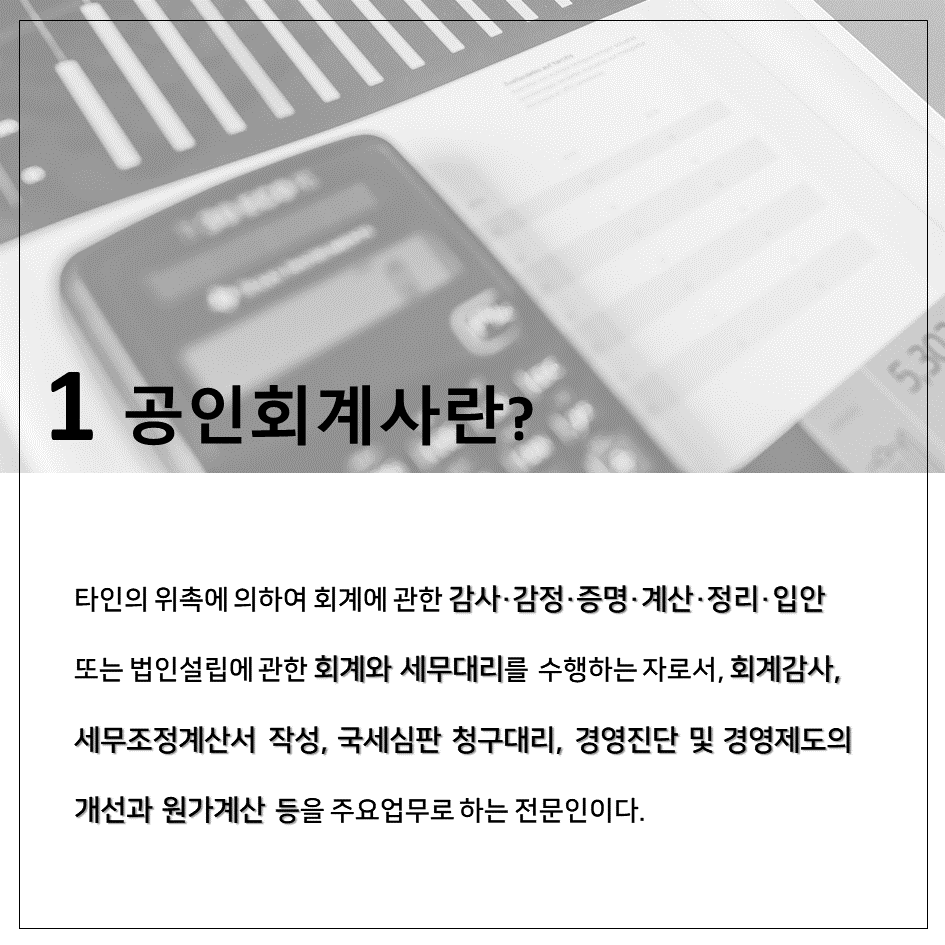 5,303
1 공인회계사란?
타인의 위촉에 의하여 회계에 관한 감사·감정·증명·계산·정리·입안
또는 법인설립에 관한 회계와 세무대리를 수행하는 자로서, 회계감사,
세무조정계산서 작성, 국세심판 청구대리, 경영진단 및 경영제도의
개선과 원가계산 등을 주요업무로 하는 전문인이다.